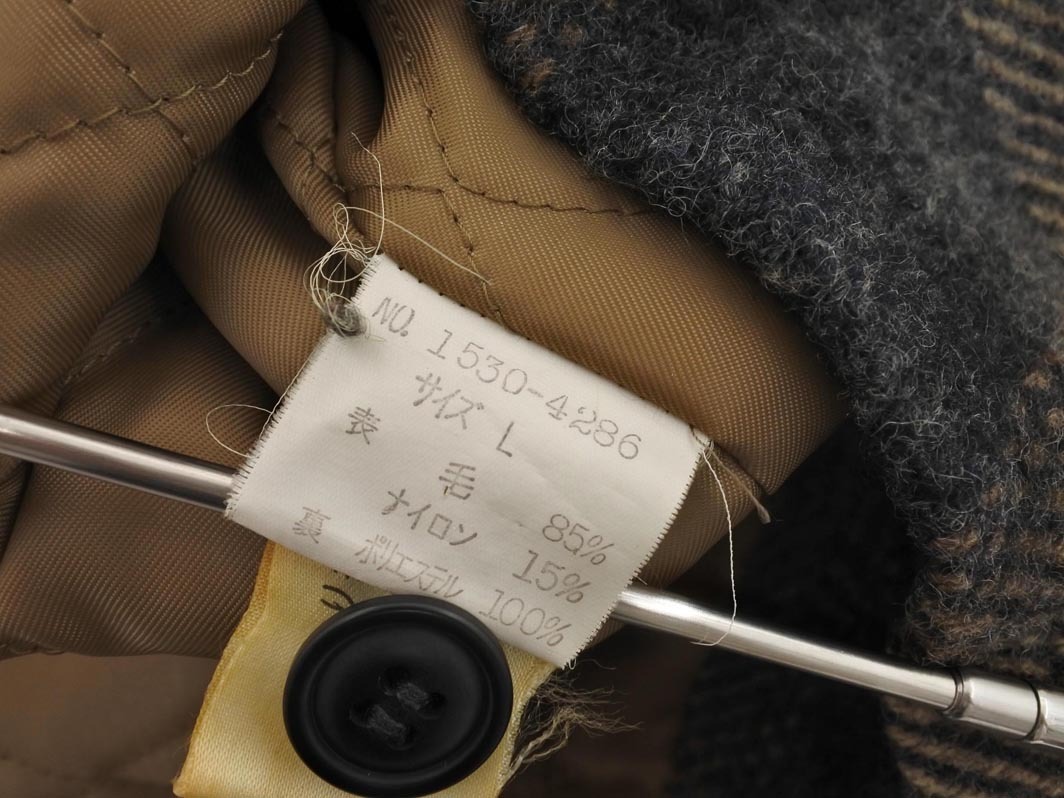 NO. 1530-4286
サイズ L
表 毛 85%
ナイロン 15%
裏 ポリエステル 100%